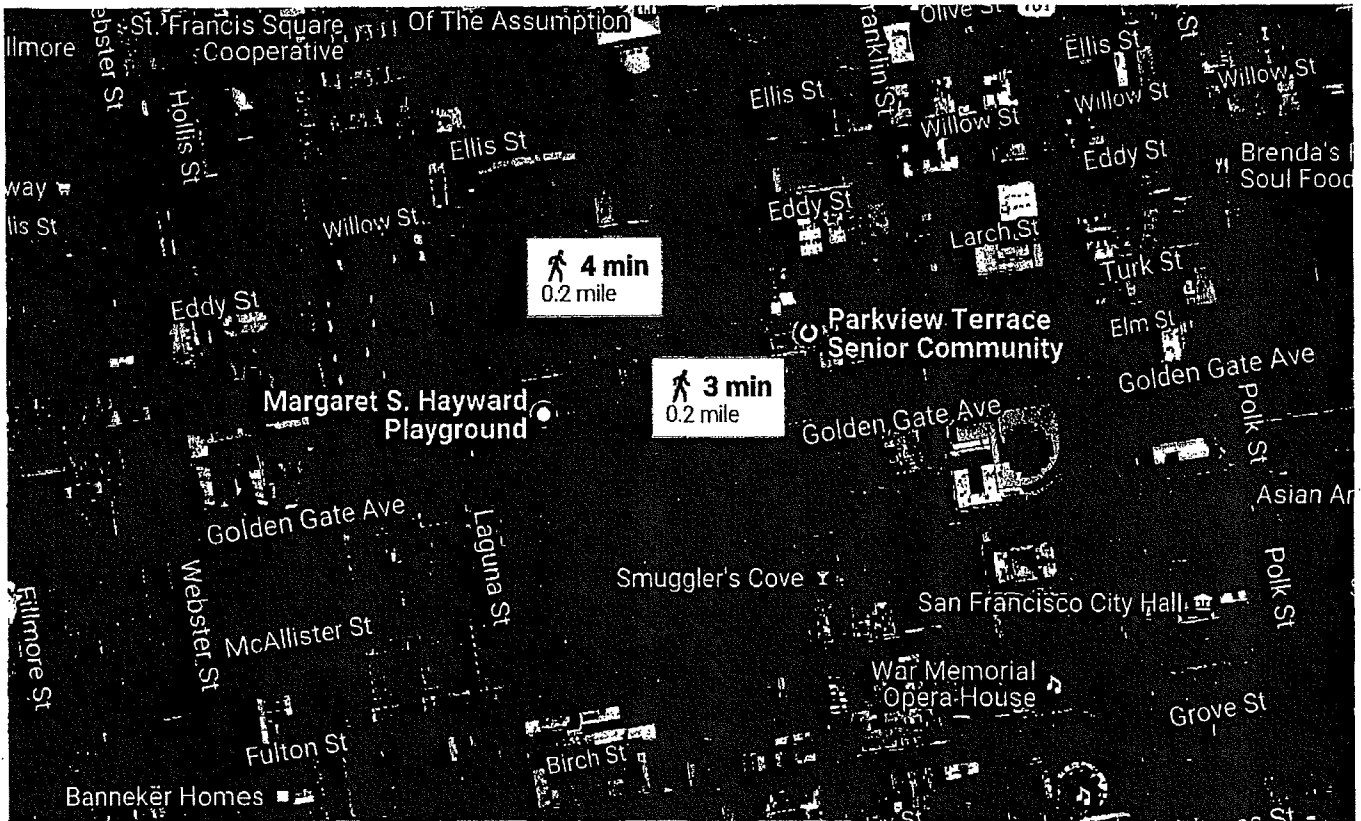 St. Francis Square
Cooperative
Of The Assumption
Olive St
101
Ellis St
Willow St
Hollis St
Ellis St
Willow St
Willow St
Ellis St
Eddy St
Brenda's
Soul Food
Willow St
Eddy St
Larch St
Turk St
4 min
0.2 mile
Eddy St
Parkview Terrace
Senior Community
Elm St
3 min
0.2 mile
Golden Gate Ave
Margaret S. Hayward
Playground
Golden Gate Ave
Polk St
Golden Gate Ave
Laguna St
Asian Ar
Webster St
Smuggler's Cove
Polk St
Fillmore St
San Francisco City Hall
McAllister St
War Memorial
Opera House
Grove St
Fulton St
Birch St
Banneker Homes